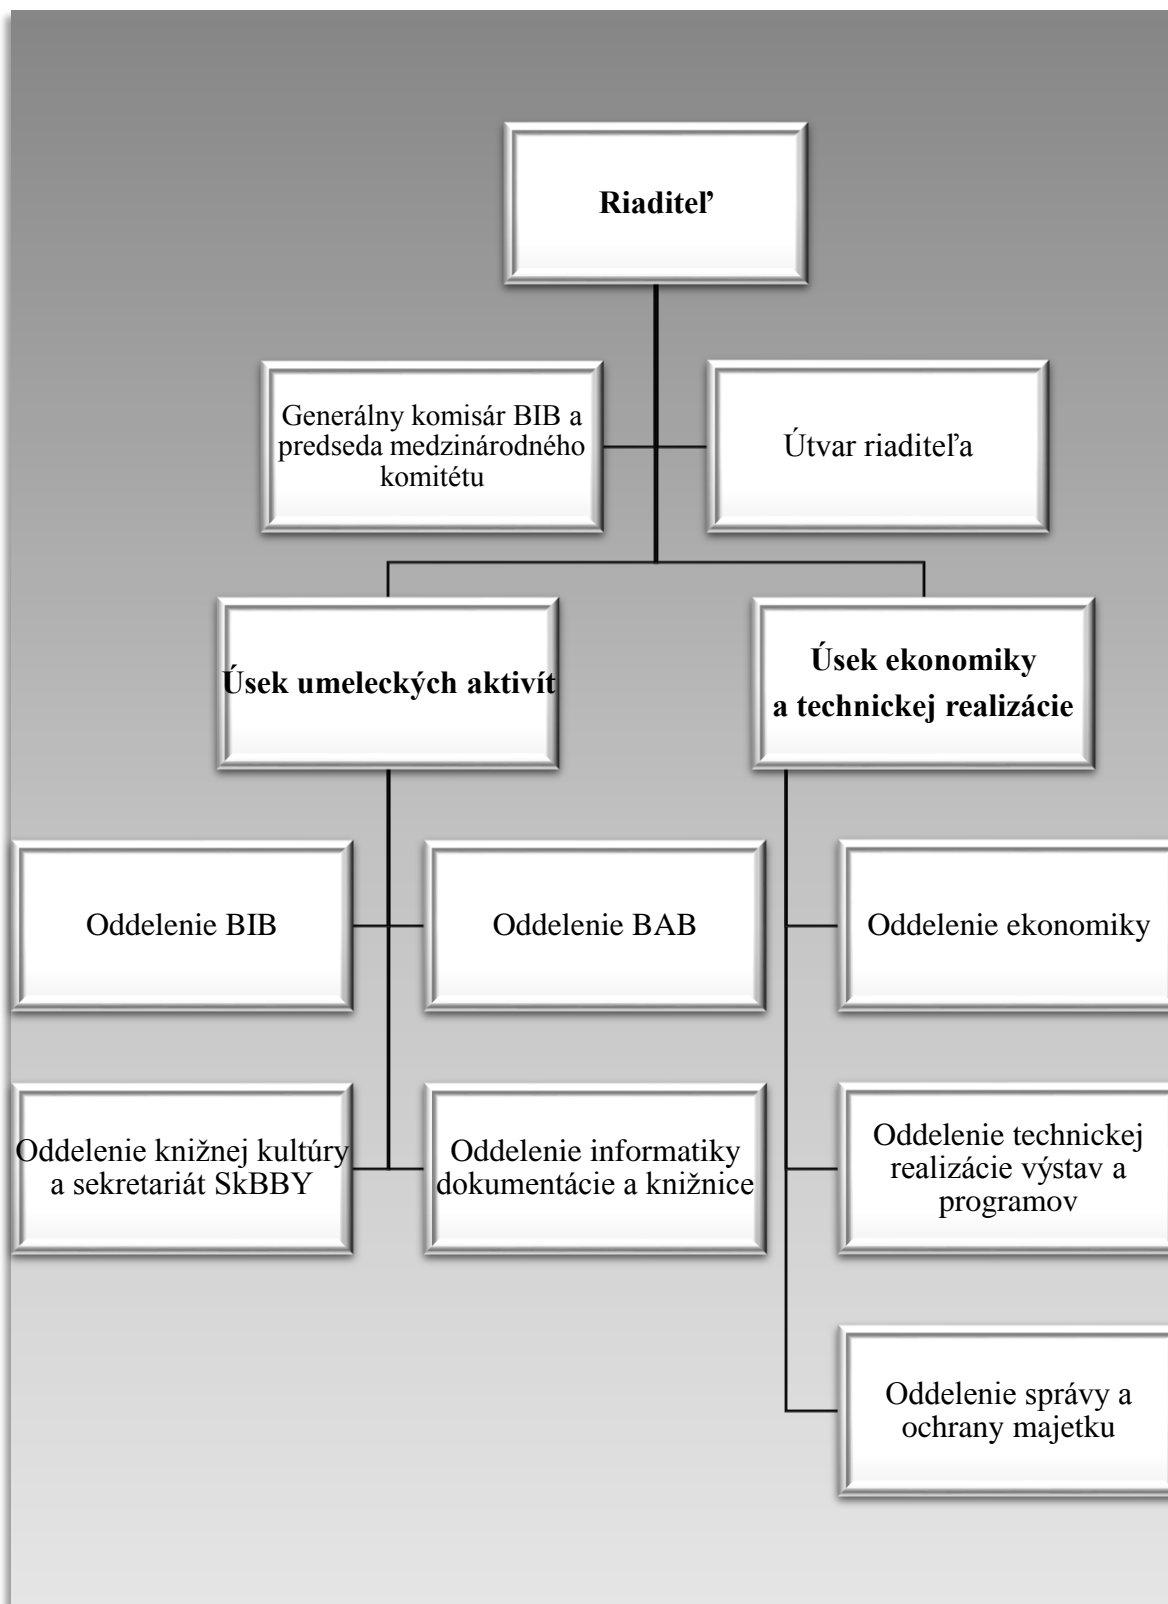 Riaditeľ
Generálny komisár BIB a
predseda medzinárodného
komitétu
Útvar riaditeľa
Úsek umeleckých aktivít
Úsek ekonomiky
a technickej realizácie
Oddelenie BIB
Oddelenie BAB
Oddelenie ekonomiky
Oddelenie knižnej kultúry
a sekretariát SkBBY
Oddelenie informatiky
dokumentácie a knižnice
Oddelenie technickej
realizácie výstav a
programov
Oddelenie správy a
ochrany majetku